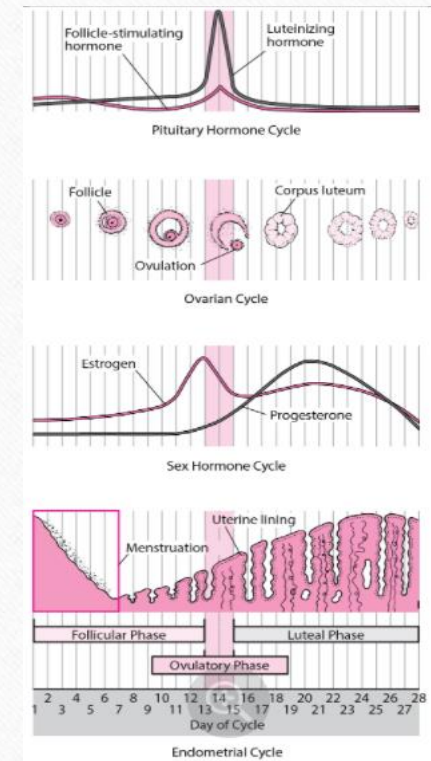 Follicle-stimulating
hormone
Luteinizing
hormone
Pituitary Hormone Cycle
Follicle
Corpus luteum
Ovulation
Ovarian Cycle
Estrogen
Progesterone
Sex Hormone Cycle
Uterine lining
Menstruation
Follicular Phase
Luteal Phase
Ovulatory Phase
2 4 6 8 10 12 14 16 18 20 22 24 26 28
1 3 5 7 9 11 13 15 17 19 21 23 25 27
Day of Cycle
Endometrial Cycle